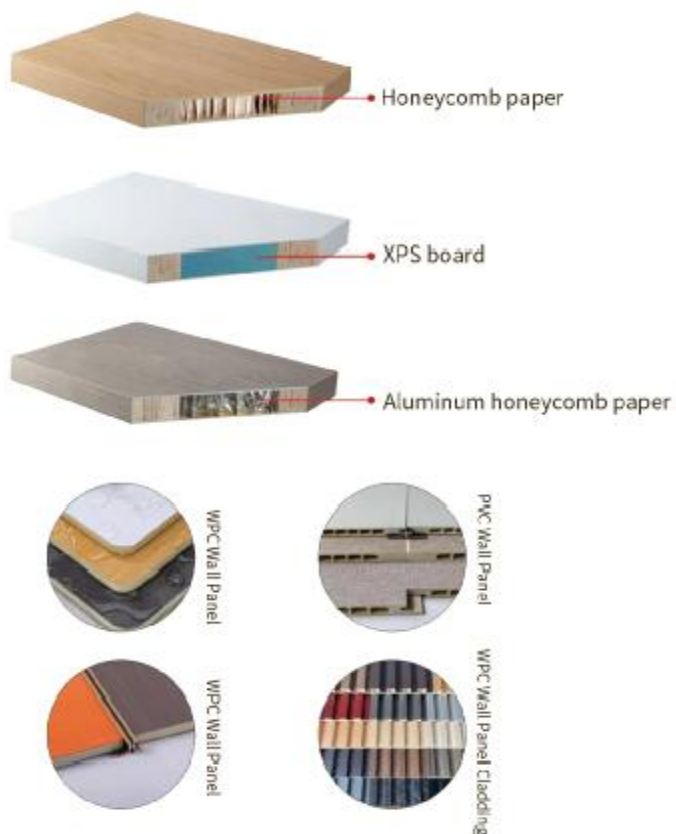 Honeycomb paper
XPS board
Aluminum honeycomb paper
WPC Wall Panel
PVC Wall Panel
WPC Wall Panel
WPC Wall Panel Cladding